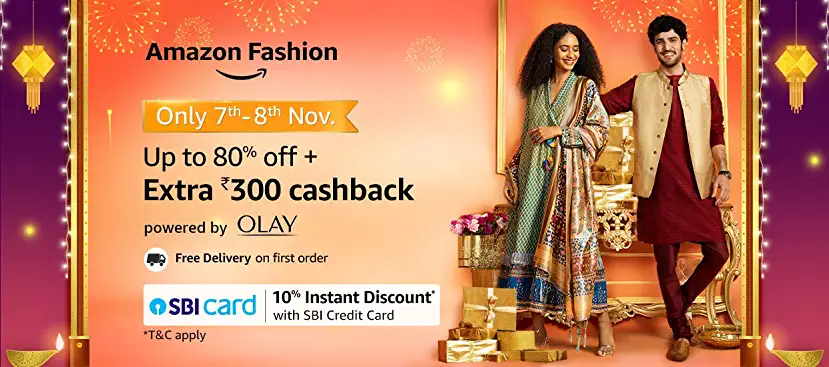 Amazon Fashion
Only 7th-8th Nov.
Up to 80% off +
Extra ₹300 cashback
powered by OLAY
Free Delivery on first order
SBI card
10% Instant Discount*
with SBI Credit Card
*T&C apply